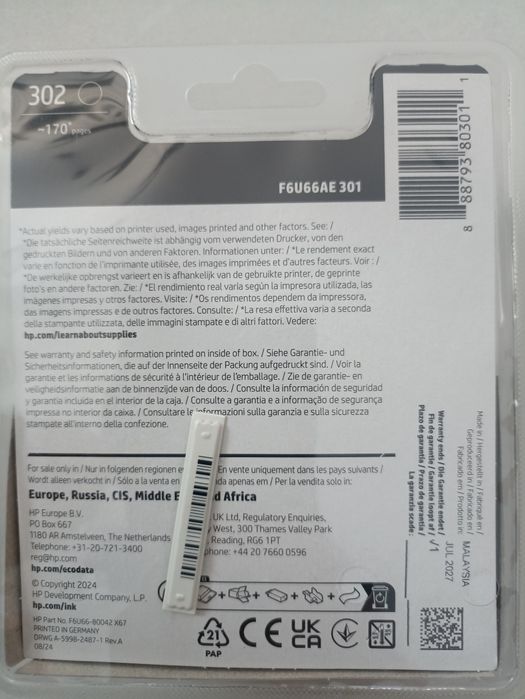 302
~170* pages
F6U66AE 301
8 88793 80301 1
*Actual yields vary based on printer used, images printed and other factors. See: /
*Die tatsächliche Seitenreichweite ist abhängig vom verwendeten Drucker, von den
gedruckten Bildern und von anderen Faktoren. Informationen unter: / *Le rendement exact
varie en fonction de l'imprimante utilisée, des images imprimées et d'autres facteurs. Voir : /
*De werkelijke opbrengst varieert en is afhankelijk van de gebruikte printer, de geprinte
foto's en andere factoren. Zie: / *El rendimiento real varía según la impresora utilizada, las
imágenes impresas y otros factores. Visite: / *Os rendimentos dependem da impressora,
das imagens impressas e de outros factores. Consulte: / *La resa effettiva varia a seconda
della stampante utilizzata, delle immagini stampate e di altri fattori. Vedere:
hp.com/learnaboutsupplies
See warranty and safety information printed on inside of box. / Siehe Garantie- und
Sicherheitsinformationen, die auf der Innenseite der Packung aufgedruckt sind. / Voir la
garantie et les informations de sécurité à l'intérieur de l'emballage. / Zie de garantie- en
veiligheidsinformatie aan de binnenzijde van de doos. / Consulte la información de seguridad
y garantía incluida en el interior de la caja. / Consulte a garantia e a informação de segurança
impressa no interior da caixa. / Consultare le informazioni sulla garanzia e sulla sicurezza
stampate all'interno della confezione.
For sale only in / Nur in folgenden regionen e En vente uniquement dans les pays suivants /
Wordt alleen verkocht in / Sólo a la venta en da apenas em / Per la vendita solo in:
Europe, Russia, CIS, Middle E d Africa
HP Europe B.V.
PO Box 667
1180 AR Amstelveen, The Netherlands
Telephone: +31-20-721-3400
reg@hp.com
hp.com/ecodata
UK Ltd, Regulatory Enquiries,
West, 300 Thames Valley Park
Reading, RG6 1PT
phone: +44 20 7660 0596
© Copyright 2024
HP Development Company, L.P.
hp.com/ink
HP Part No. F6U66-80042 X67
PRINTED IN GERMANY
DRWG A-5998-2487-1 Rev.A
08/24
21
PAP
CE
UK
CA
Made in / Hergestellt in / Fabriqué en /
Geproduceerd in / Fabricado en /
Fabricado em / Prodotto in:
MALAYSIA
Warranty ends / Die Garantie endet /
Fin de garantie / Garantie loopt af /
Plazo de garantía / Prazo de garantia /
La garanzia scade:
V1
JUL 2027